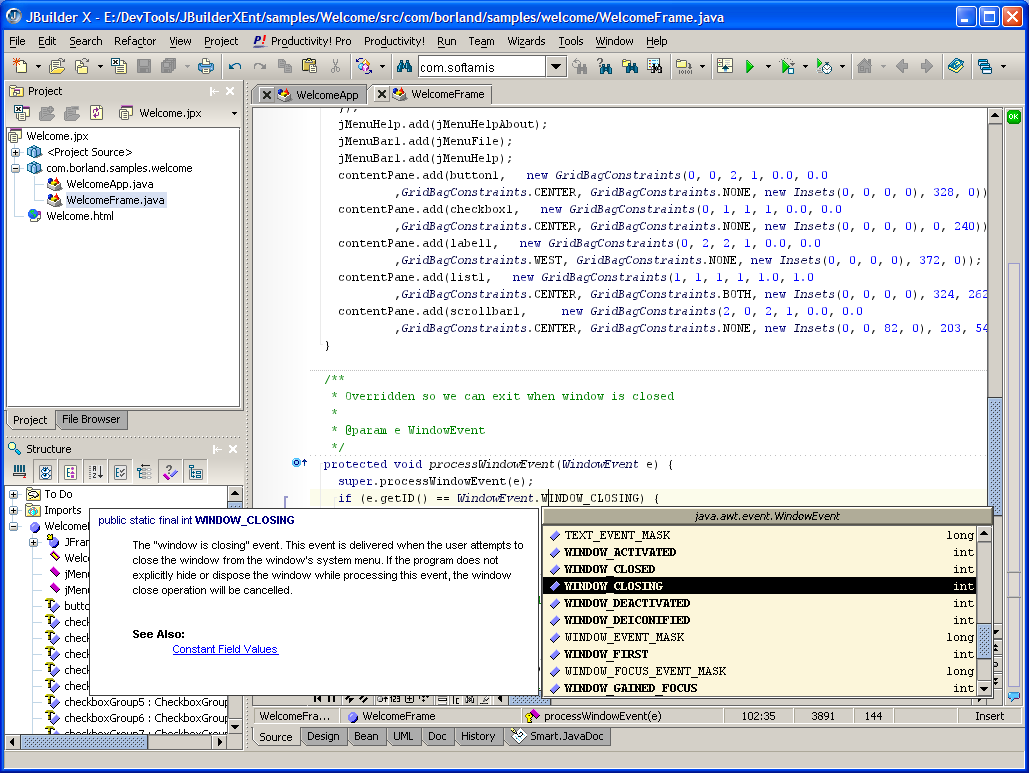 JBuilder X - E:/DevTools/JBuilderXEnt/samples/Welcome/src/com/borland/samples/welcome/WelcomeFrame.java
File Edit Search Refactor View Project P! Productivity! Pro Productivity! Run Team Wizards Tools Window Help
com.softamis
Project
Welcome.jpx
Welcome.jpx
<Project Source>
com.borland.samples.welcome
WelcomeApp.java
WelcomeFrame.java
Welcome.html
Project File Browser
Structure
To Do
Imports
WelcomeF
JFram
Welco
jMenu
jMenu
butto
check
check
check
check
check
checkboxGroup5 : CheckboxGroup
checkboxGroup6 : CheckboxGroup
checkboxGroup7 : CheckboxGroup
WelcomeApp WelcomeFrame
OK
});
jMenuHelp.add(jMenuHelpAbout);
jMenuBar1.add(jMenuFile);
jMenuBar1.add(jMenuHelp);
contentPane.add(button1, new GridBagConstraints(0, 0, 2, 1, 0.0, 0.0
,GridBagConstraints.CENTER, GridBagConstraints.NONE, new Insets(0, 0, 0, 0), 328, 0))
contentPane.add(checkbox1, new GridBagConstraints(0, 1, 1, 1, 0.0, 0.0
,GridBagConstraints.CENTER, GridBagConstraints.NONE, new Insets(0, 0, 0, 0), 0, 240))
contentPane.add(label1, new GridBagConstraints(0, 2, 2, 1, 0.0, 0.0
,GridBagConstraints.WEST, GridBagConstraints.NONE, new Insets(0, 0, 0, 0), 372, 0));
contentPane.add(list1, new GridBagConstraints(1, 1, 1, 1, 1.0, 1.0
,GridBagConstraints.CENTER, GridBagConstraints.BOTH, new Insets(0, 0, 0, 0), 324, 262
contentPane.add(scrollbar1, new GridBagConstraints(2, 0, 2, 1, 0.0, 0.0
,GridBagConstraints.CENTER, GridBagConstraints.NONE, new Insets(0, 0, 82, 0), 203, 54
}
/**
* Overridden so we can exit when window is closed
*
* @param e WindowEvent
*/
protected void processWindowEvent(WindowEvent e) {
super.processWindowEvent(e);
if (e.getID() == WindowEvent.WINDOW_CLOSING) {
public static final int WINDOW_CLOSING
The "window is closing" event. This event is delivered when the user attempts to
close the window from the window's system menu. If the program does not
explicitly hide or dispose the window while processing this event, the window
close operation will be cancelled.
See Also:
Constant Field Values
java.awt.event.WindowEvent
TEXT_EVENT_MASK long
WINDOW_ACTIVATED int
WINDOW_CLOSED int
WINDOW_CLOSING int
WINDOW_DEACTIVATED int
WINDOW_DEICONIFIED int
WINDOW_EVENT_MASK long
WINDOW_FIRST int
WINDOW_FOCUS_EVENT_MASK long
WINDOW_GAINED_FOCUS int
WelcomeFra... WelcomeFrame processWindowEvent(e) 102:35 3891 144 Insert
Source Design Bean UML Doc History Smart.JavaDoc